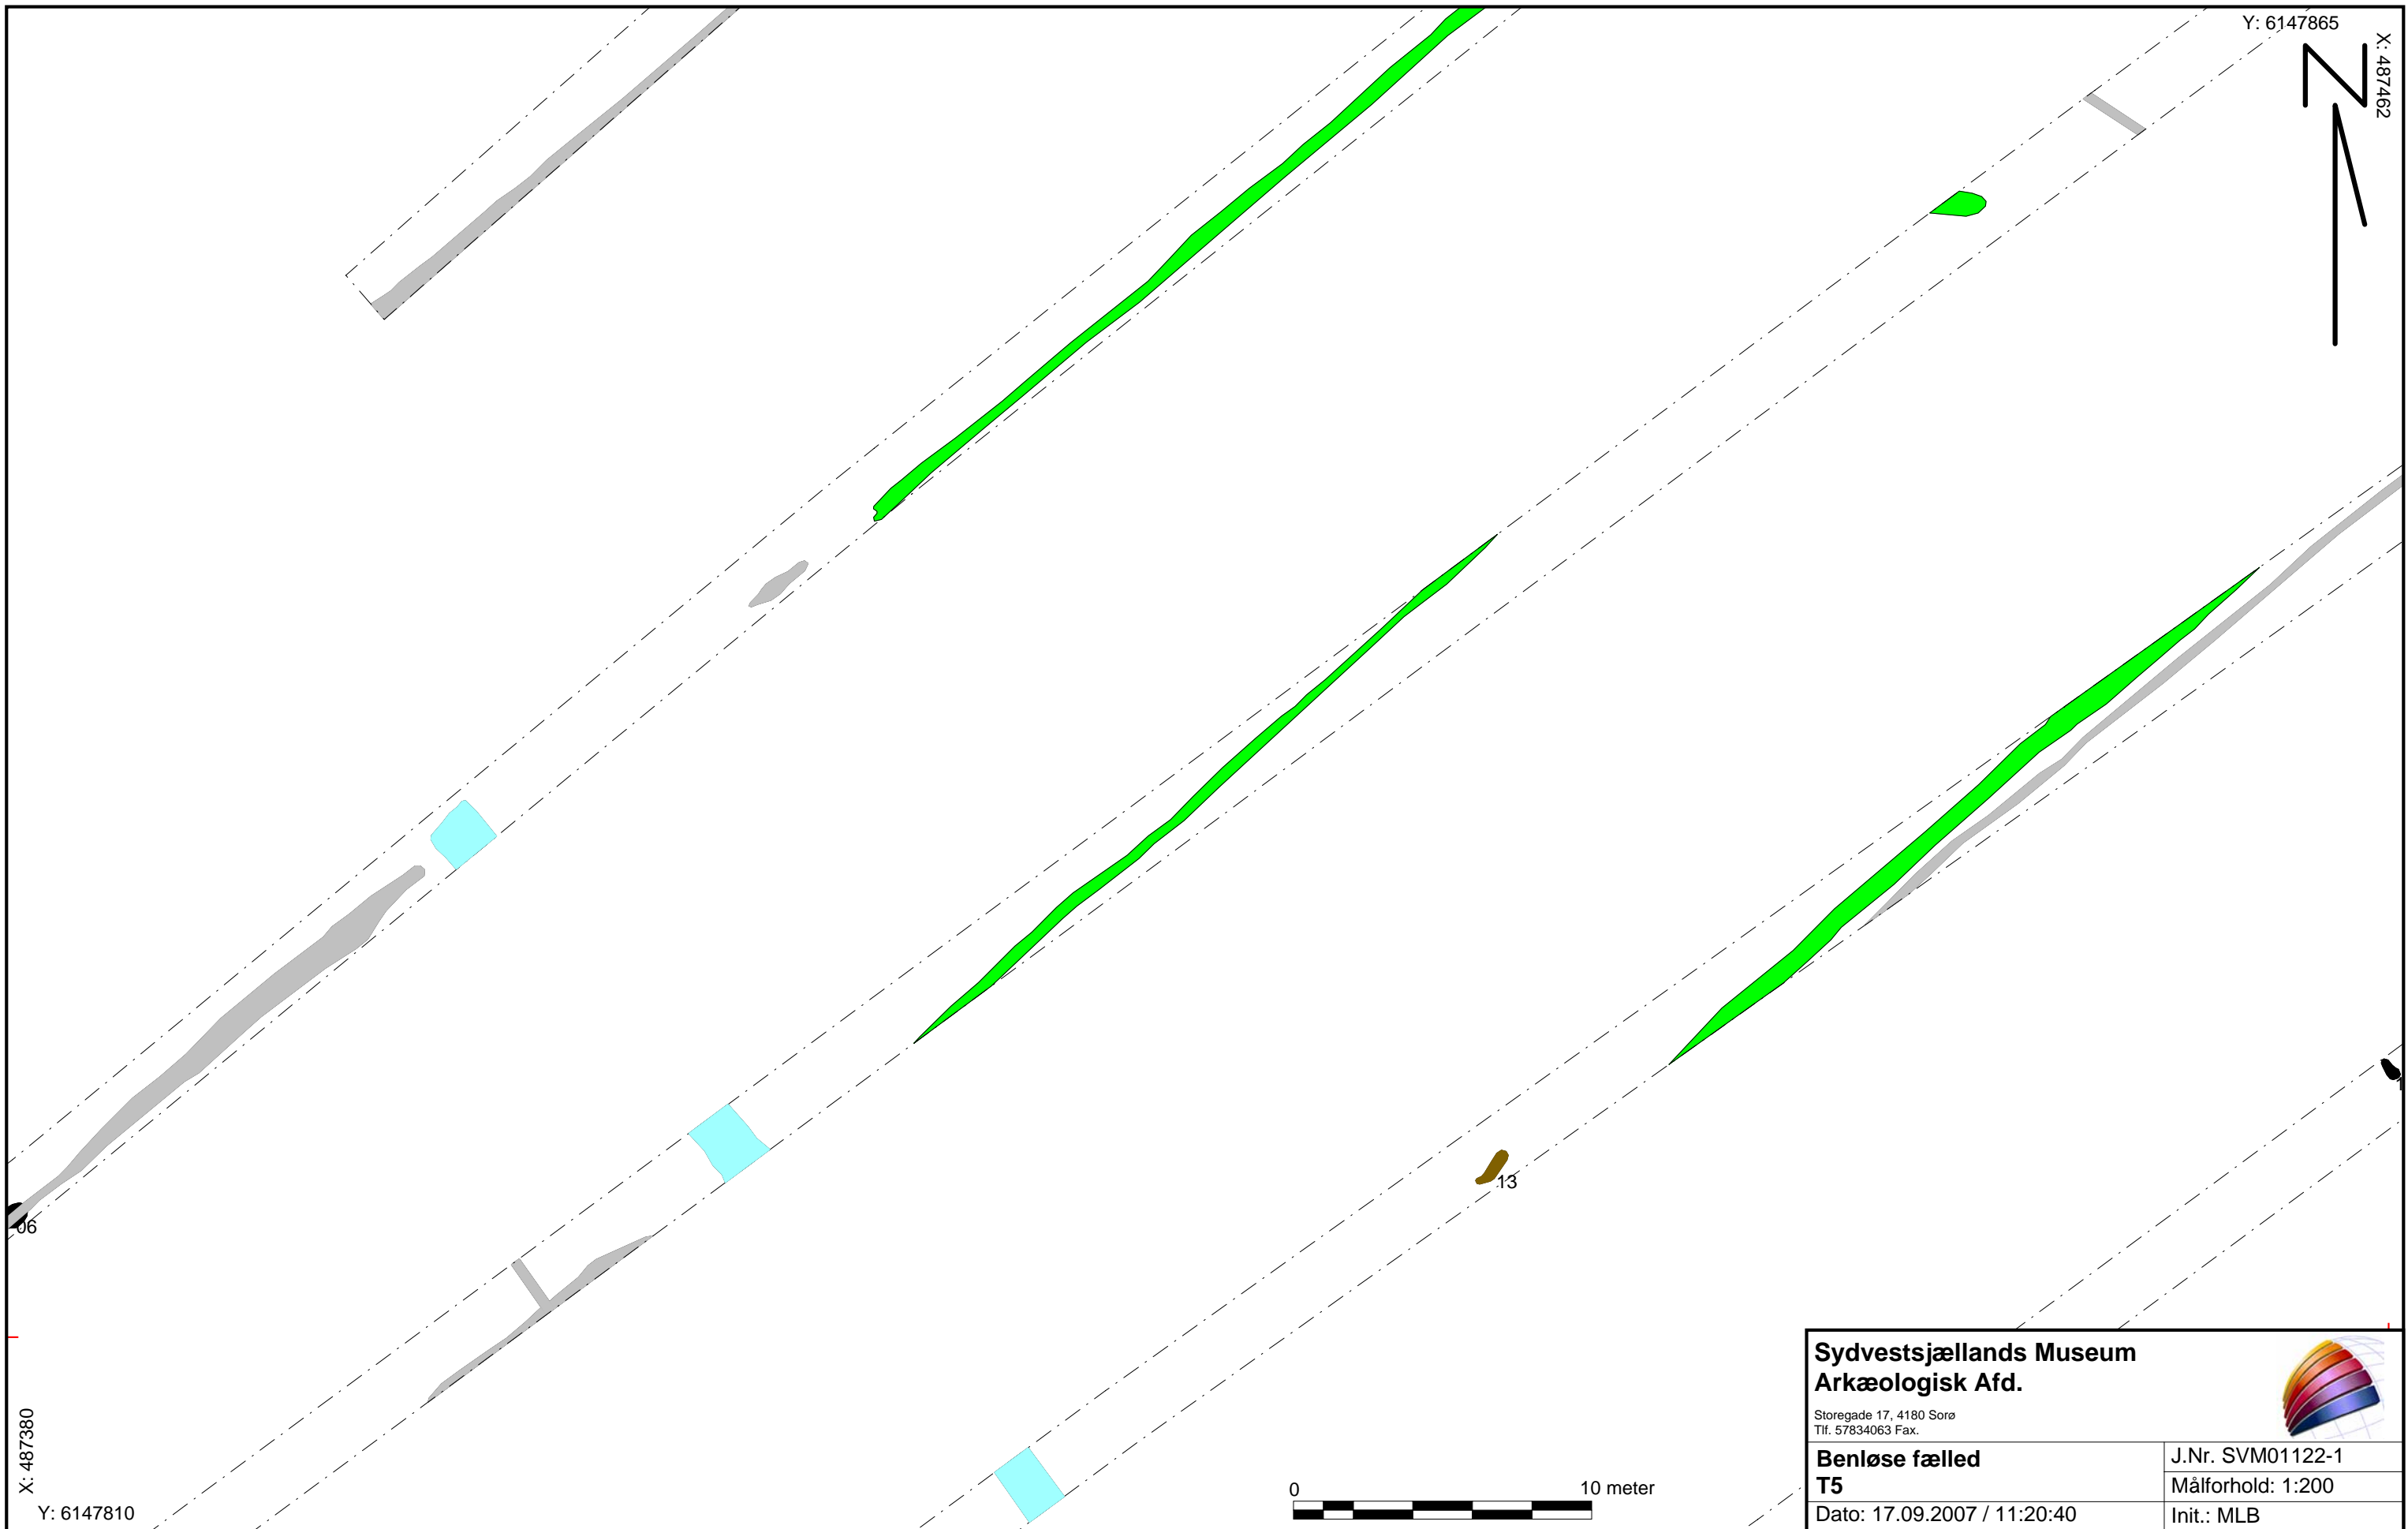 Y: 6147865
X: 487462
13
06
1
X: 487380
Y: 6147810
0 10 meter
Sydvestsjællands Museum
Arkæologisk Afd.
Storegade 17, 4180 Sorø
Tlf. 57834063 Fax.
Benløse fælled
T5
J.Nr. SVM01122-1
Målforhold: 1:200
Dato: 17.09.2007 / 11:20:40
Init.: MLB